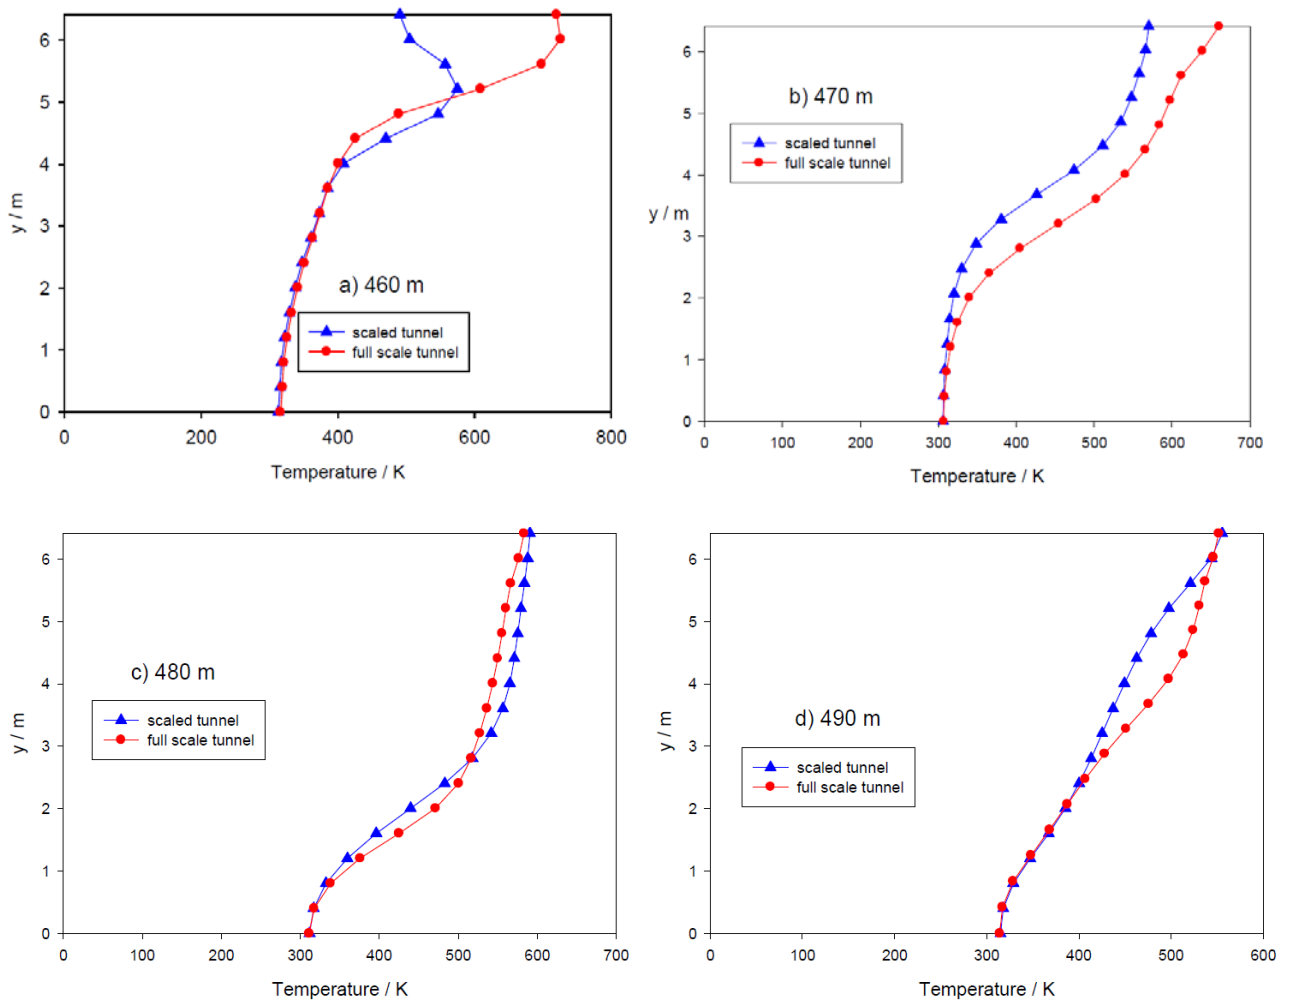 6
5
4
y / m
3
2
1
0
a) 460 m
scaled tunnel
full scale tunnel
0 200 400 600 800
Temperature / K
6
5
4
y / m
3
2
1
0
b) 470 m
scaled tunnel
full scale tunnel
0 100 200 300 400 500 600 700
Temperature / K
6
5
4
y / m
3
2
1
0
c) 480 m
scaled tunnel
full scale tunnel
0 100 200 300 400 500 600 700
Temperature / K
6
5
4
y / m
3
2
1
0
d) 490 m
scaled tunnel
full scale tunnel
0 100 200 300 400 500 600
Temperature / K